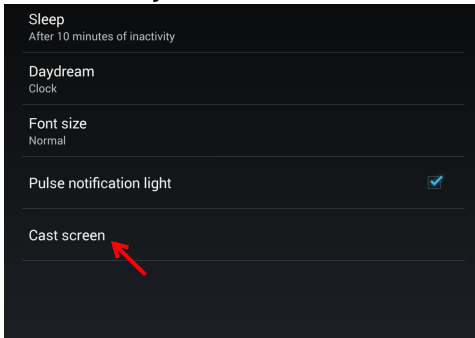 Sleep
After 10 minutes of inactivity
Daydream
Clock
Font size
Normal
Pulse notification light
Cast screen